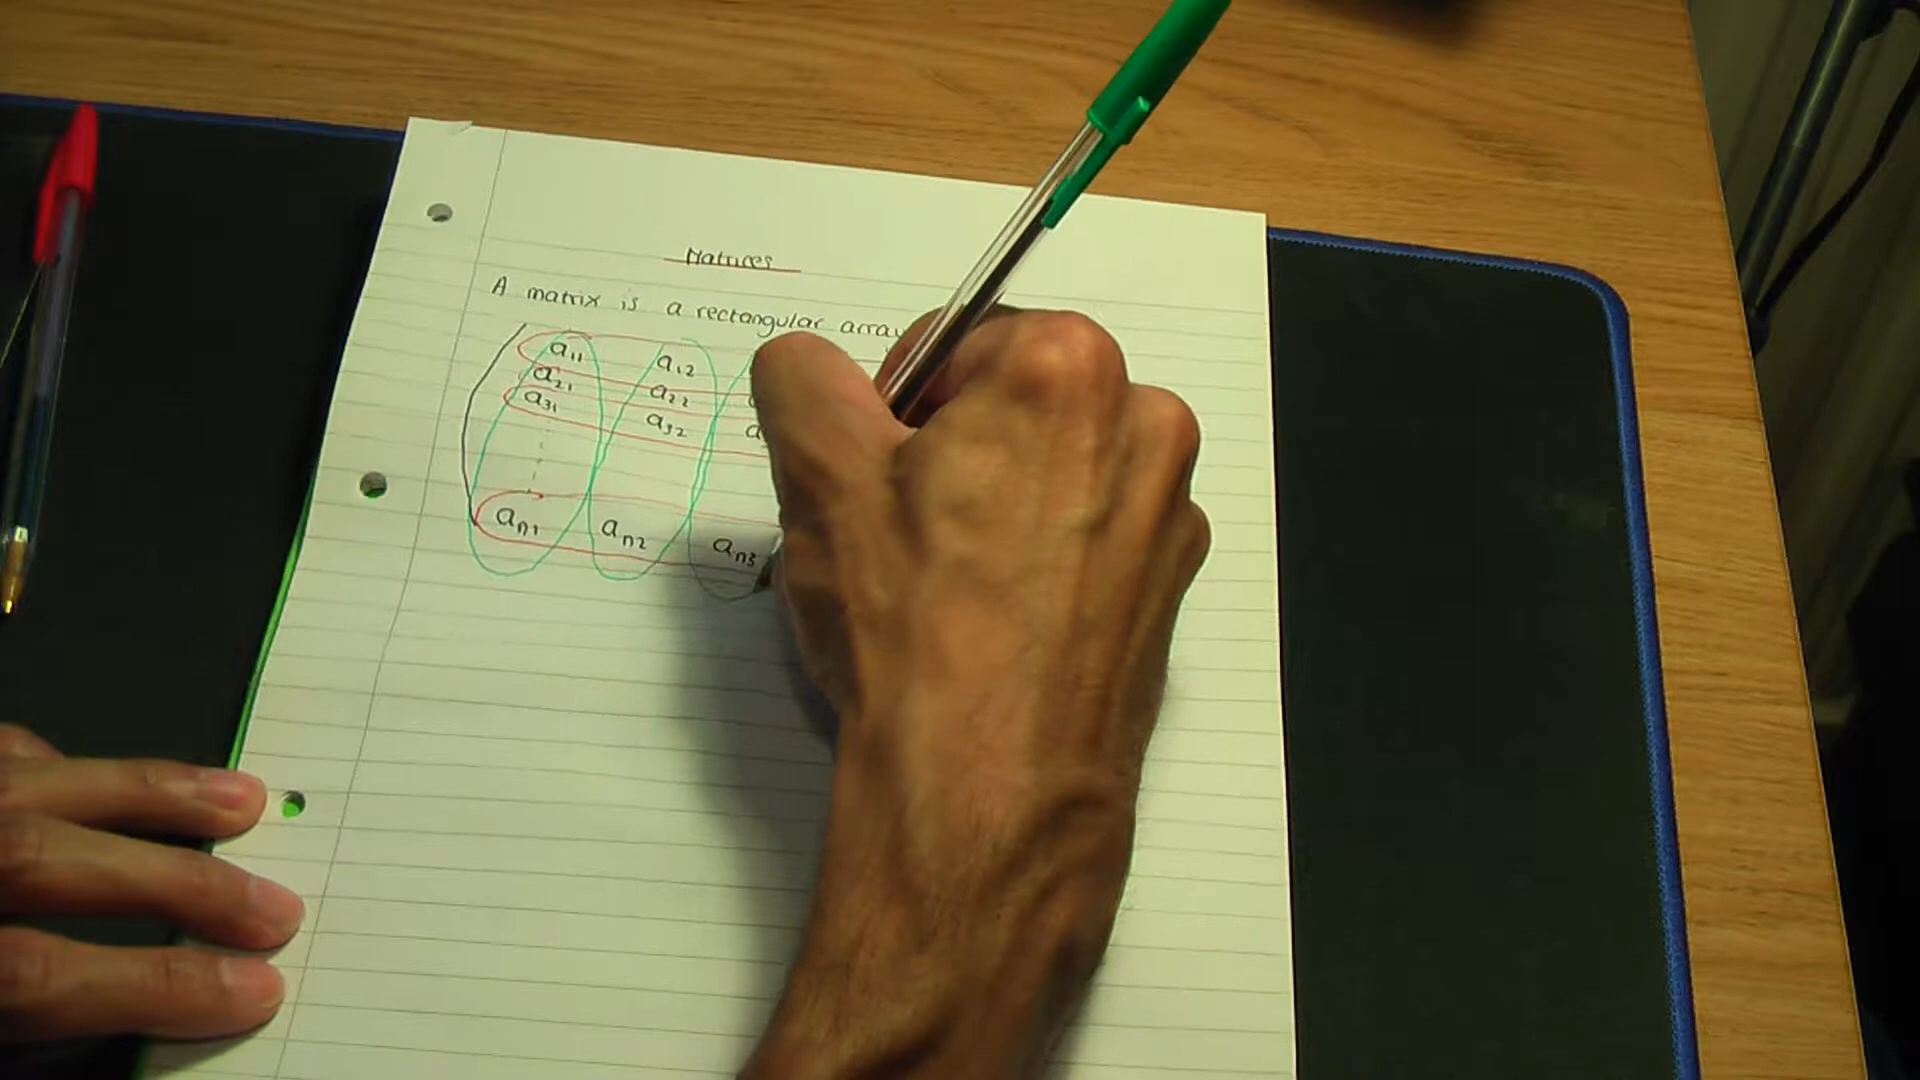 Matrices
A matrix is a rectangular array
a11 a12
a21 a22
a31 a32
an1 an2 an3